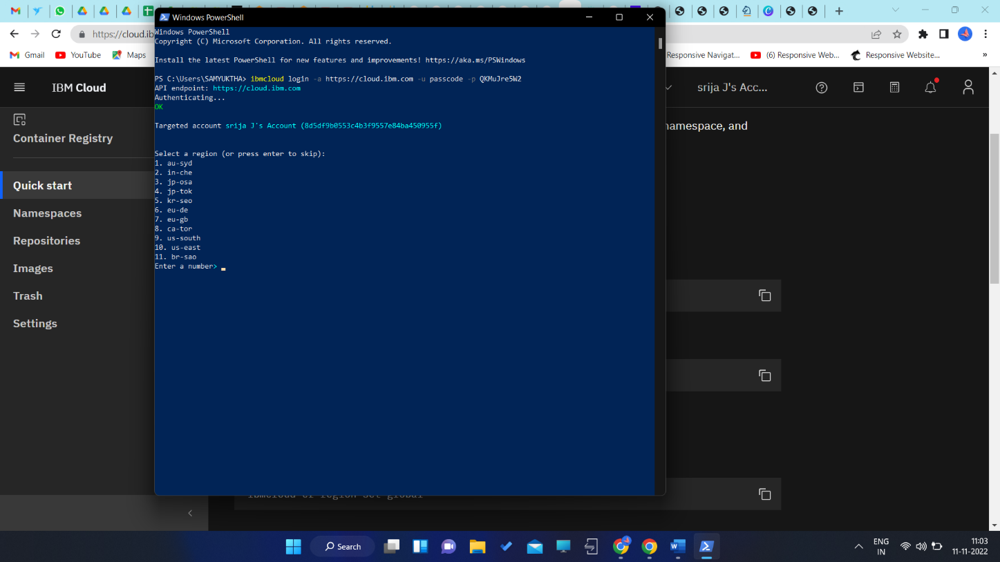 Windows PowerShell
https://cloud.ib
Gmail
YouTube
Maps
Responsive Navigat...
(6) Responsive Web...
Responsive Website...
»
IBM Cloud
srija J's Acc...
Container Registry
Quick start
Namespaces
Repositories
Images
Trash
Settings
Windows PowerShell
Copyright (C) Microsoft Corporation. All rights reserved.
Install the latest PowerShell for new features and improvements! https://aka.ms/PSWindows
PS C:\Users\SAMYUKTHA> ibmcloud login -a https://cloud.ibm.com -u passcode -p QKMuJre5W2
API endpoint: https://cloud.ibm.com
Authenticating...
OK
Targeted account srija J's Account (8d5df9b0553c4b3f9557e84ba450955f)
Select a region (or press enter to skip):
1. au-syd
2. in-che
3. jp-osa
4. jp-tok
5. kr-seo
6. eu-de
7. eu-gb
8. ca-tor
9. us-south
10. us-east
11. br-sao
Enter a number>
namespace, and
ibmcloud cr region-set global
Search
ENG
IN
11:03
11-11-2022